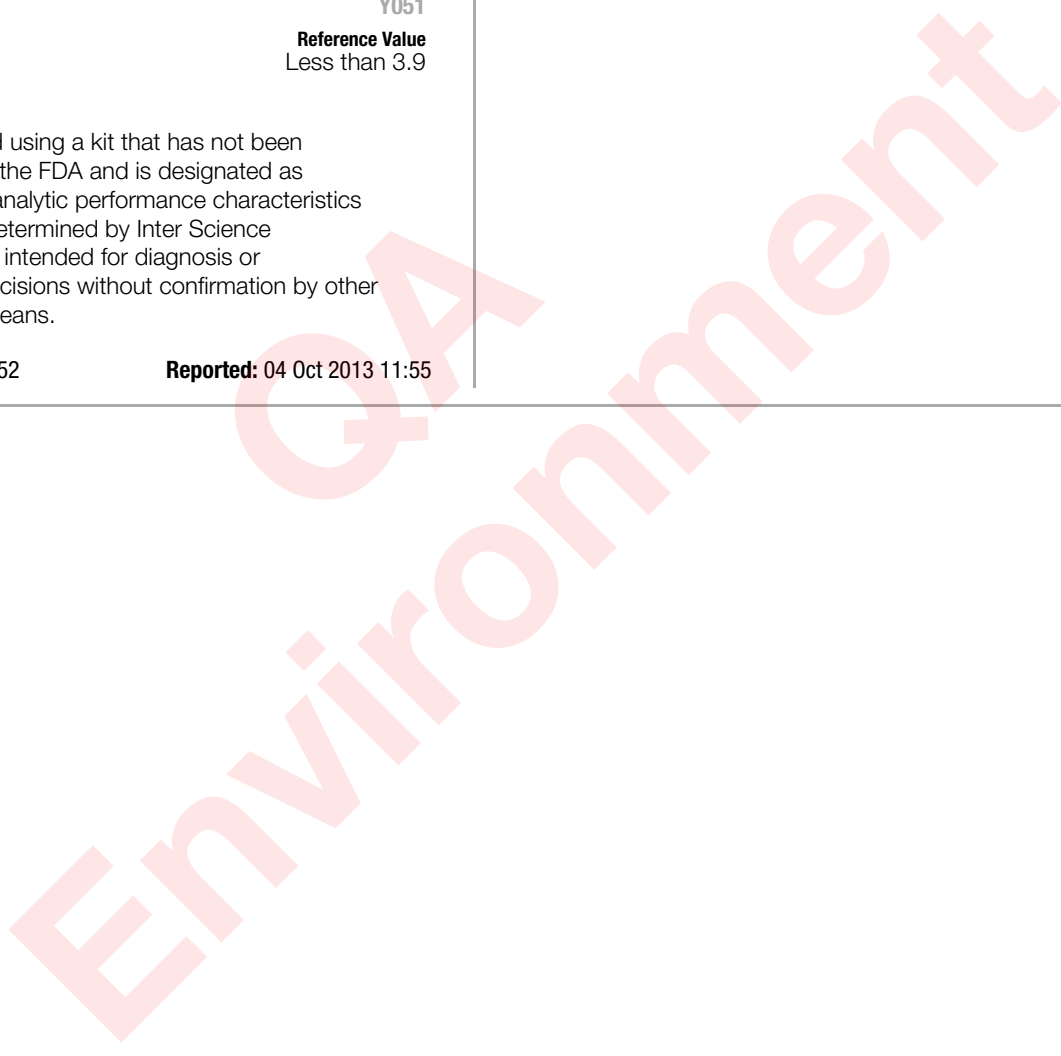 Y051
Reference Value
Less than 3.9
using a kit that has not been
the FDA and is designated as
analytic performance characteristics
etermined by Inter Science
intended for diagnosis or
cisions without confirmation by other
eans.
52 Reported: 04 Oct 2013 11:55
QA
Environment